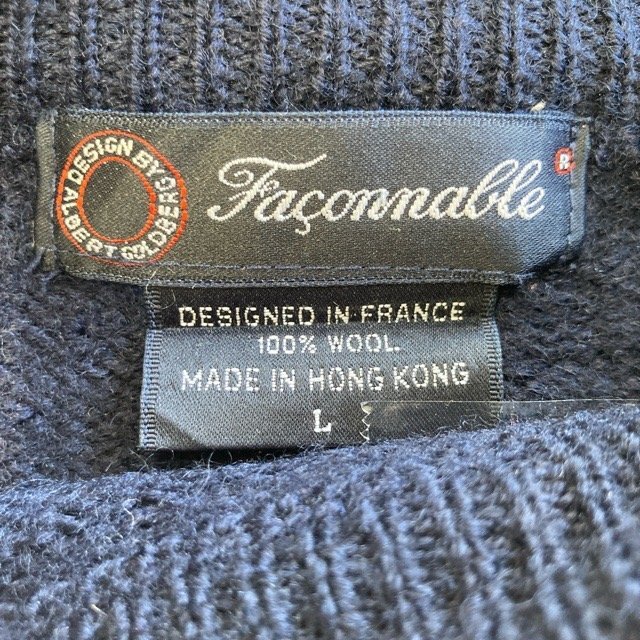 DESIGN BY ALBERT GOLDBERG
Façonnable
R
DESIGNED IN FRANCE
100% WOOL
MADE IN HONG KONG
L